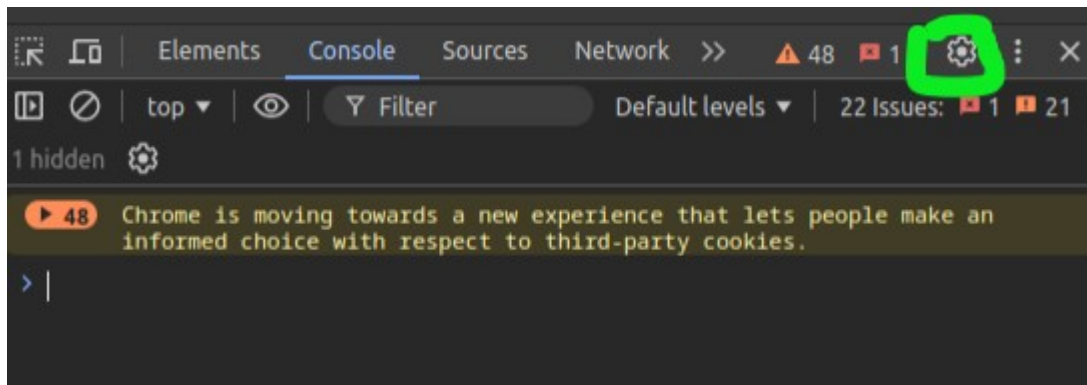 Elements Console Sources Network 48 1
top Filter Default levels 22 Issues: 1 21
1 hidden
48 Chrome is moving towards a new experience that lets people make an
informed choice with respect to third-party cookies.